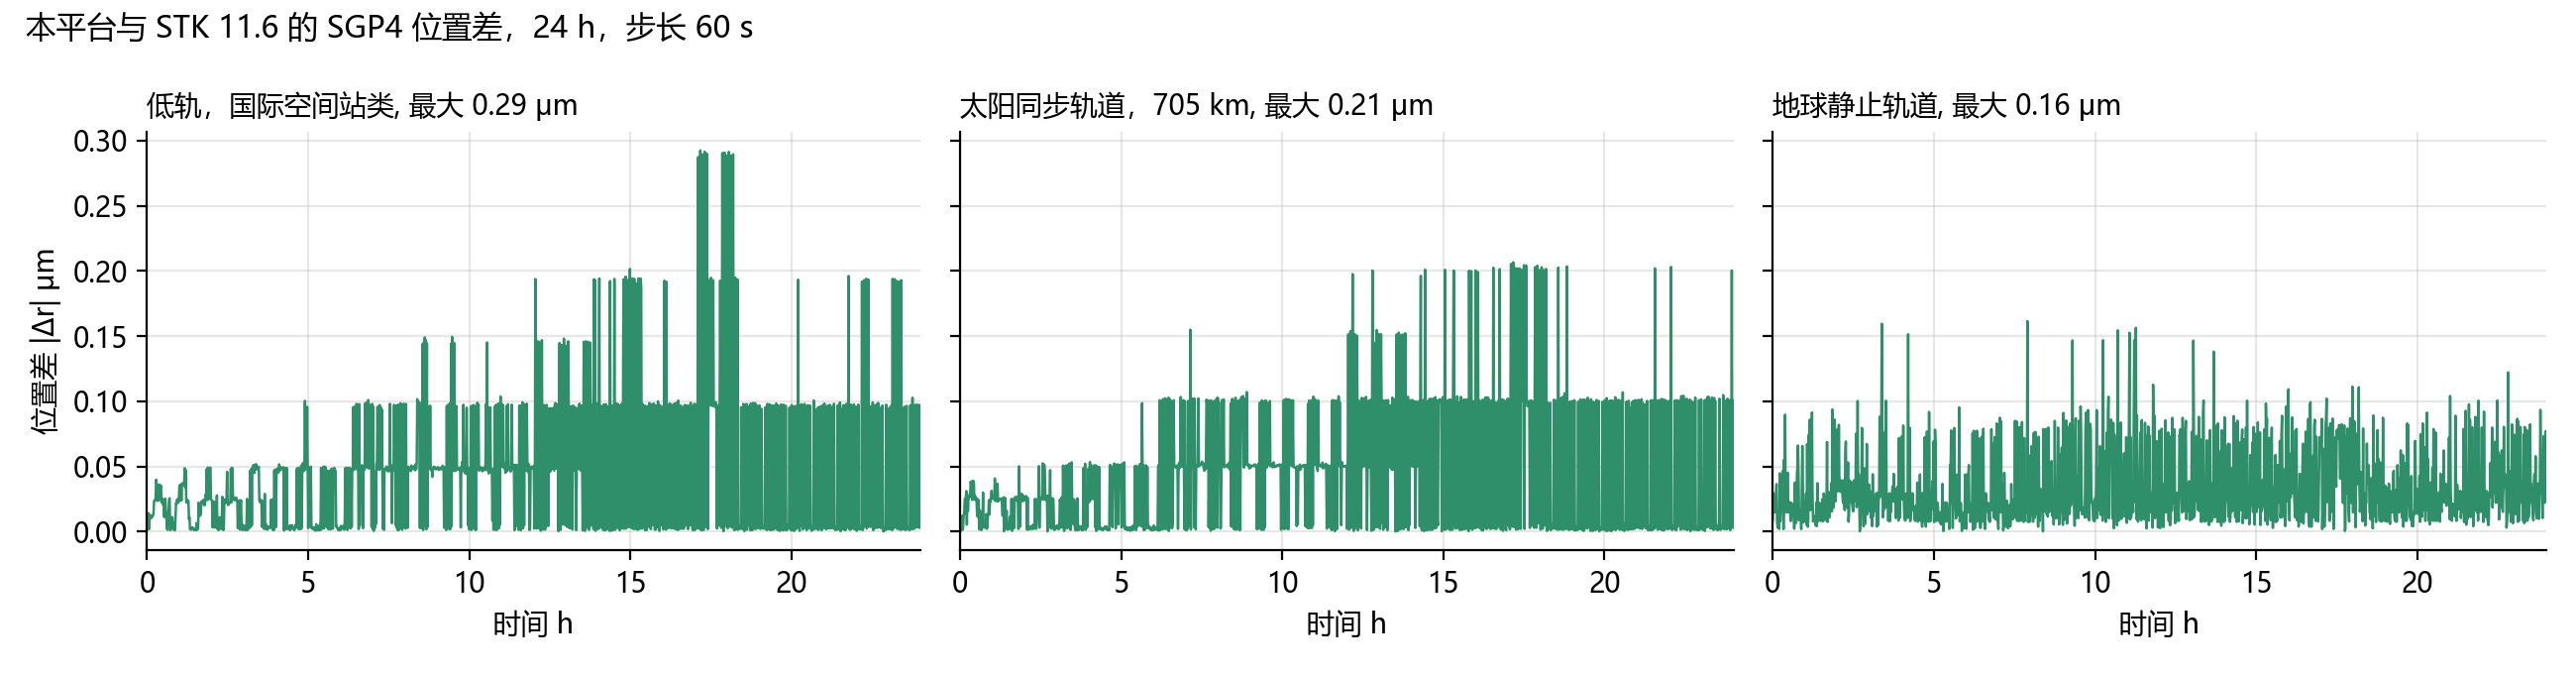 本平台与 STK 11.6 的 SGP4 位置差，24 h，步长 60 s
低轨，国际空间站类, 最大 0.29 μm
太阳同步轨道，705 km, 最大 0.21 μm
地球静止轨道, 最大 0.16 μm
位置差 |Δr| μm
0.30
0.25
0.20
0.15
0.10
0.05
0.00
0 5 10 15 20
0 5 10 15 20
0 5 10 15 20
时间 h
时间 h
时间 h